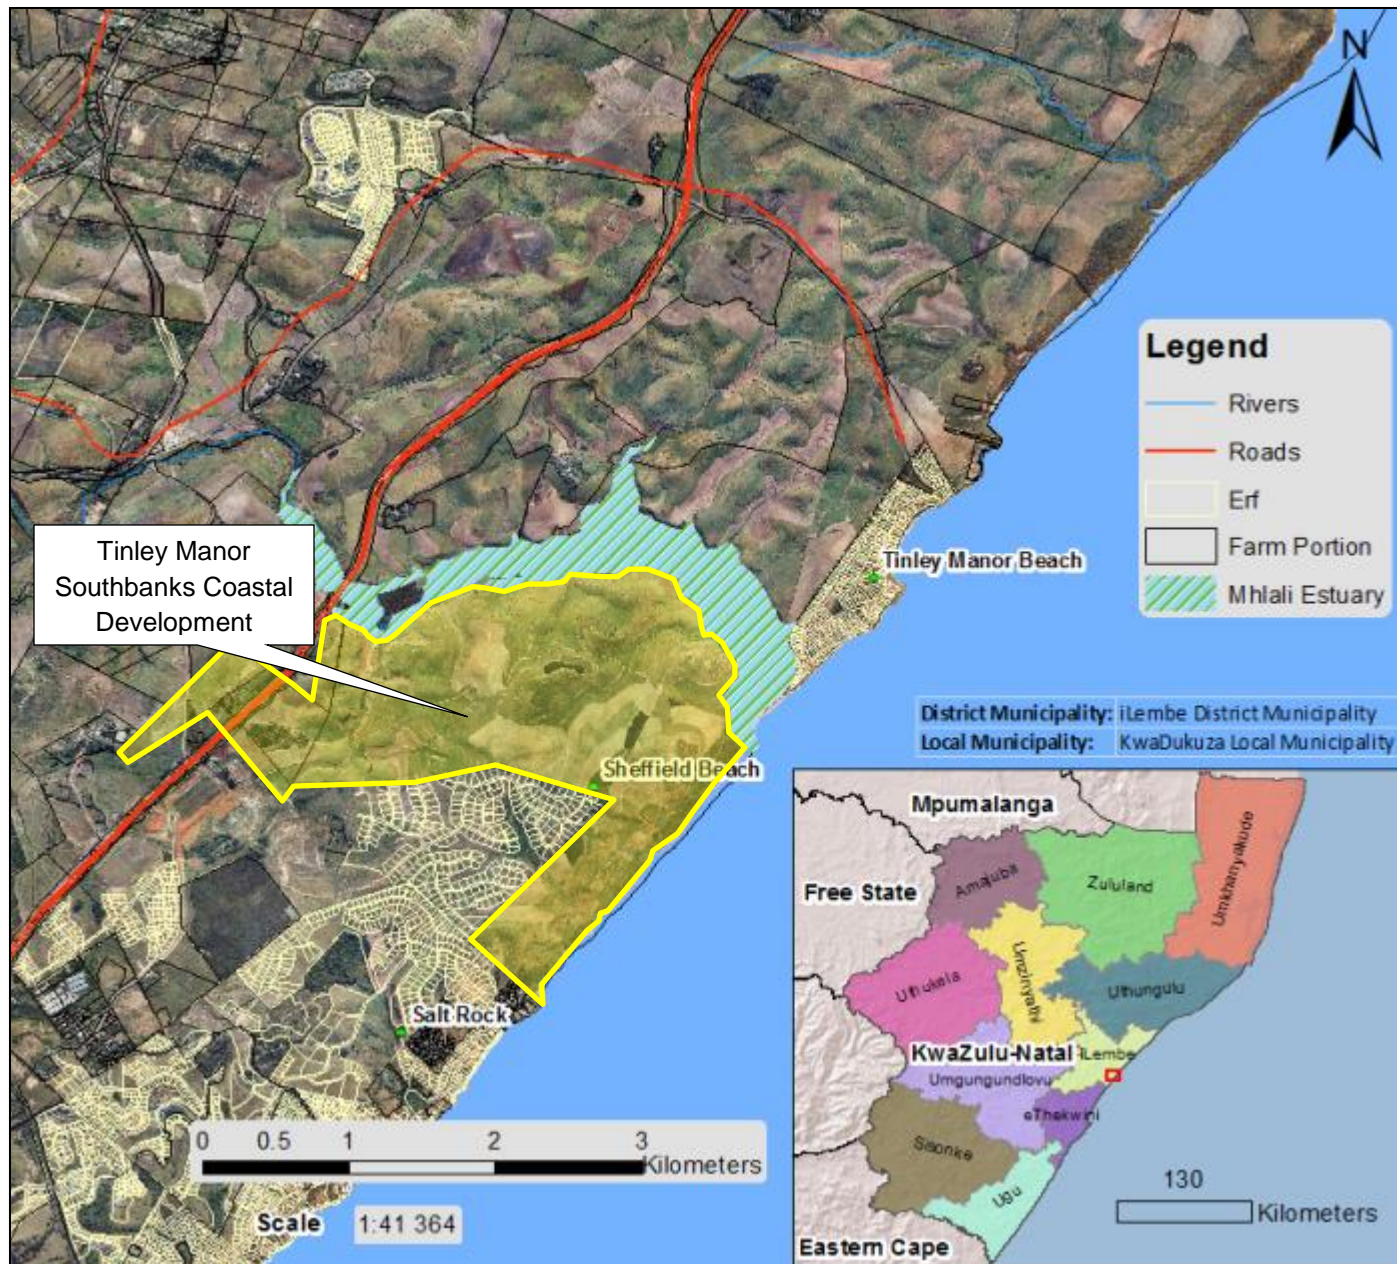 N
Legend
Rivers
Roads
Erf
Farm Portion
Mhlali Estuary
Tinley Manor
Southbanks Coastal
Development
Tinley Manor Beach
Sheffield Beach
Salt Rock
District Municipality: iLembe District Municipality
Local Municipality: KwaDukuza Local Municipality
Mpumalanga
Free State
Amajuba
Zululand
Umkhanyakude
Uthukela
Umzinyathi
Uthungulu
KwaZulu-Natal
iLembe
Umgungundlovu
eThekwini
Sisonke
Ugu
Eastern Cape
130
Kilometers
0 0.5 1 2 3
Kilometers
Scale 1:41 364